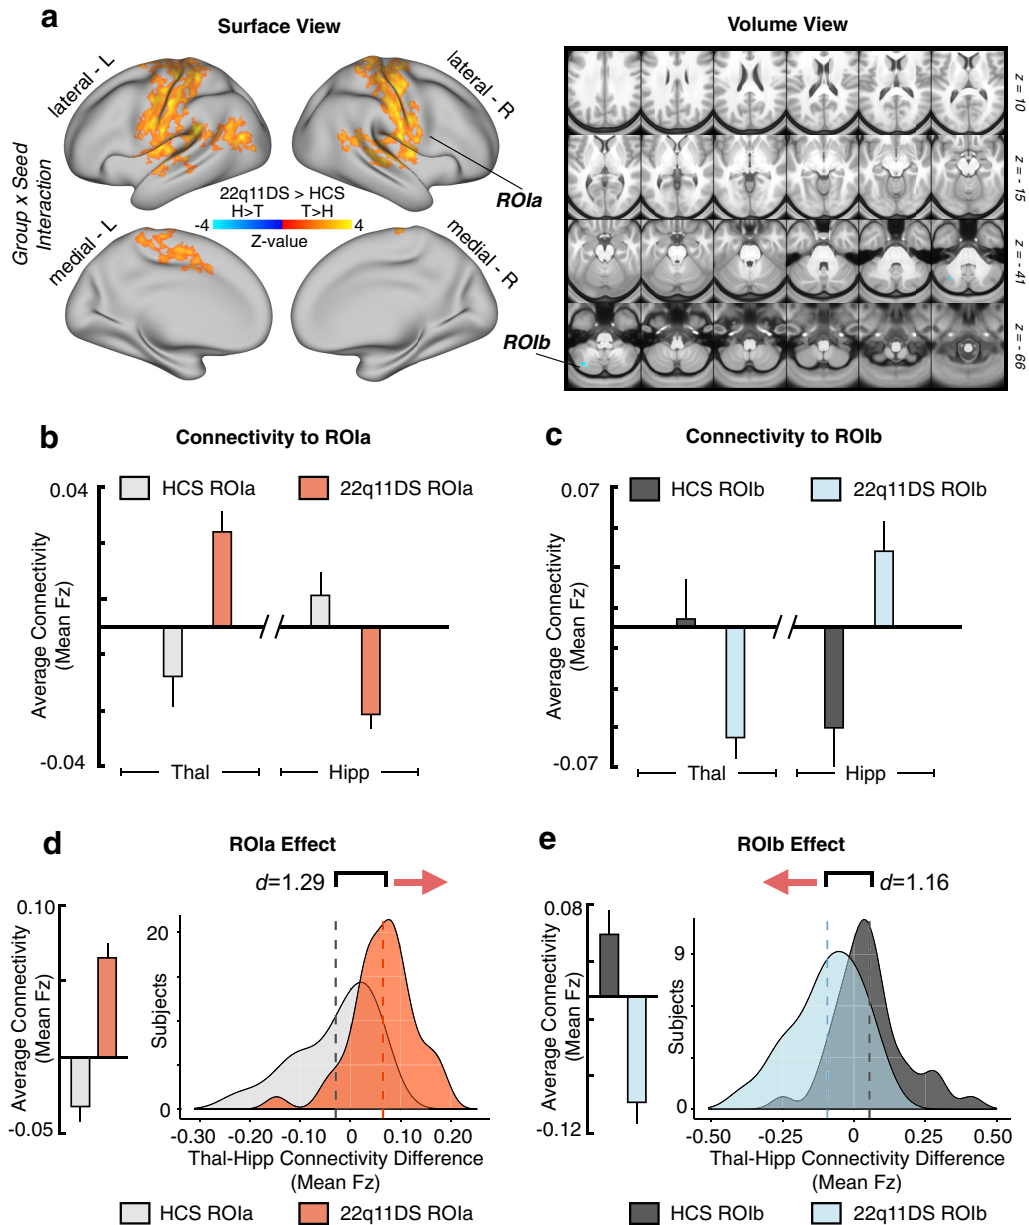 a
Surface View
Volume View
lateral - L
lateral - R
Group x Seed
Interaction
22q11DS > HCS
H>T T>H
-4 4
Z-value
ROIa
medial - L
medial - R
ROIb
z = 10
z = - 15
z = - 41
z = - 66
b
Connectivity to ROIa
HCS ROIa
22q11DS ROIa
0.04
Average Connectivity
(Mean Fz)
-0.04
Thal
Hipp
c
Connectivity to ROIb
HCS ROIb
22q11DS ROIb
0.07
Average Connectivity
(Mean Fz)
-0.07
Thal
Hipp
d
ROIa Effect
d=1.29
0.10
Average Connectivity
(Mean Fz)
-0.05
20
Subjects
0
-0.30 -0.10 0 0.10 0.20
Thal-Hipp Connectivity Difference
(Mean Fz)
HCS ROIa
22q11DS ROIa
e
ROIb Effect
d=1.16
0.08
Average Connectivity
(Mean Fz)
-0.12
9
Subjects
0
-0.50 -0.25 0 0.25 0.50
Thal-Hipp Connectivity Difference
(Mean Fz)
HCS ROIb
22q11DS ROIb